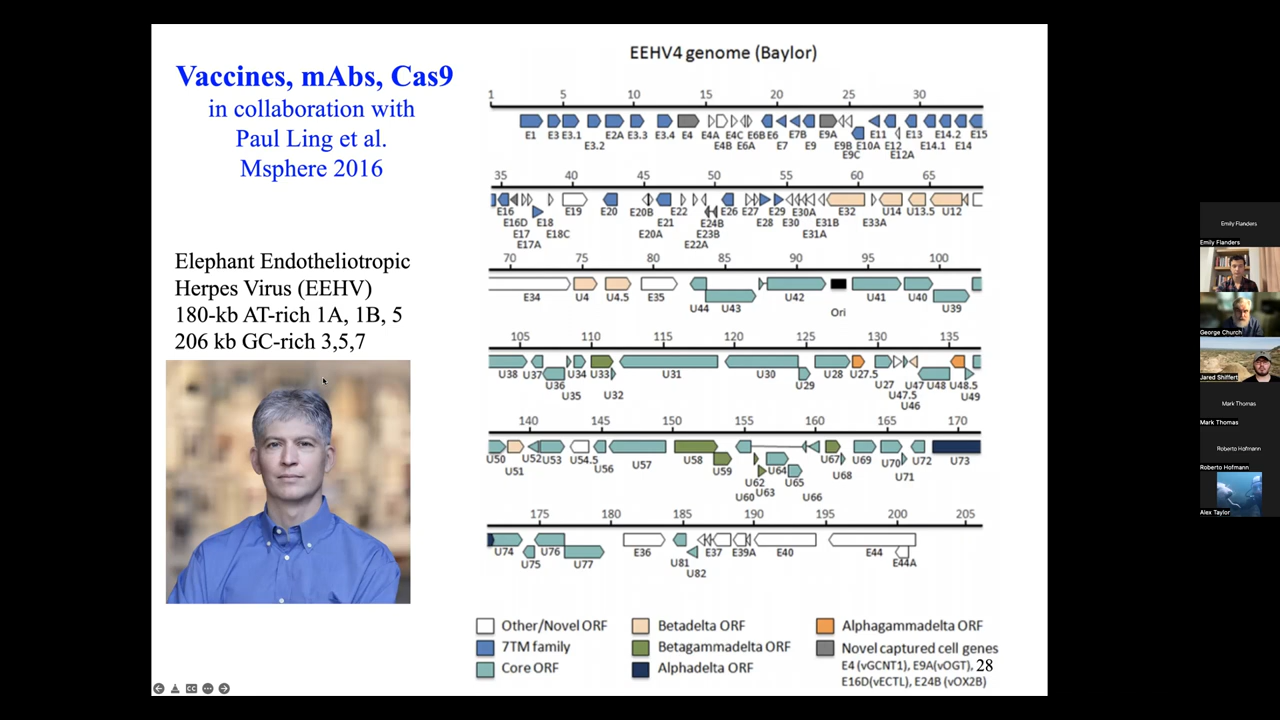 Vaccines, mAbs, Cas9
in collaboration with
Paul Ling et al.
Msphere 2016
Elephant Endotheliotropic
Herpes Virus (EEHV)
180-kb AT-rich 1A, 1B, 5
206 kb GC-rich 3,5,7
EEHV4 genome (Baylor)
1 5 10 15 20 25 30
E1 E3 E3.1 E2A E3.3 E3.4 E4 E4A E4C E6B E6 E7B E9A E11 E13 E14.2 E15
E3.2 E4B E6A E7 E9 E9B E10A E12 E14.1 E14
E9C E12A
35 40 45 50 55 60 65
E16 E19 E20 E20B E22 E26 E27 E29 E30A E32 U14 U13.5 U12
E16D E18 E21 E24B E28 E30 E31B E33A
E17 E18C E20A E23B E31A
E17A E22A
70 75 80 85 90 95 100
E34 U4 U4.5 E35 U42 U41 U40
U44 U43 U39
Ori
105 110 115 120 125 130 135
U38 U37 U34 U33 U31 U30 U28 U27.5
U36 U29 U27 U47 U48 U48.5
U35 U32 U47.5 U49
U46
140 145 150 155 160 165 170
U50 U52 U53 U54.5 U57 U58 U67 U69 U70 U72 U73
U51 U56 U59 U64 U68
U62 U65 U71
U60 U63 U66
175 180 185 190 195 200 205
U74 U76 E36 E37 E39A E40 E44
U75 U77 U81 E44A
U82
Other/Novel ORF
7TM family
Core ORF
Betadelta ORF
Betagammadelta ORF
Alphadelta ORF
Alphagammadelta ORF
Novel captured cell genes
E4 (vGCNT1), E9A(vOGT),
E16D(vECTL), E24B (vOX2B)
28
Emily Flanders
Emily Flanders
George Church
Jared Shiffert
Mark Thomas
Mark Thomas
Roberto Hofmann
Roberto Hofmann
Alex Taylor